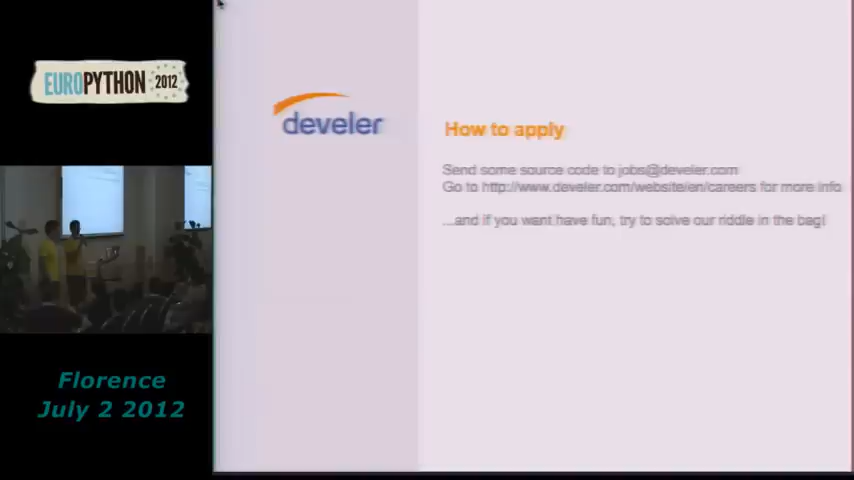 EUROPYTHON 2012
Florence
July 2 2012
develer
How to apply
Send some source code to jobs@develer.com
Go to http://www.develer.com/website/en/careers for more info
...and if you want have fun, try to solve our riddle in the bag!